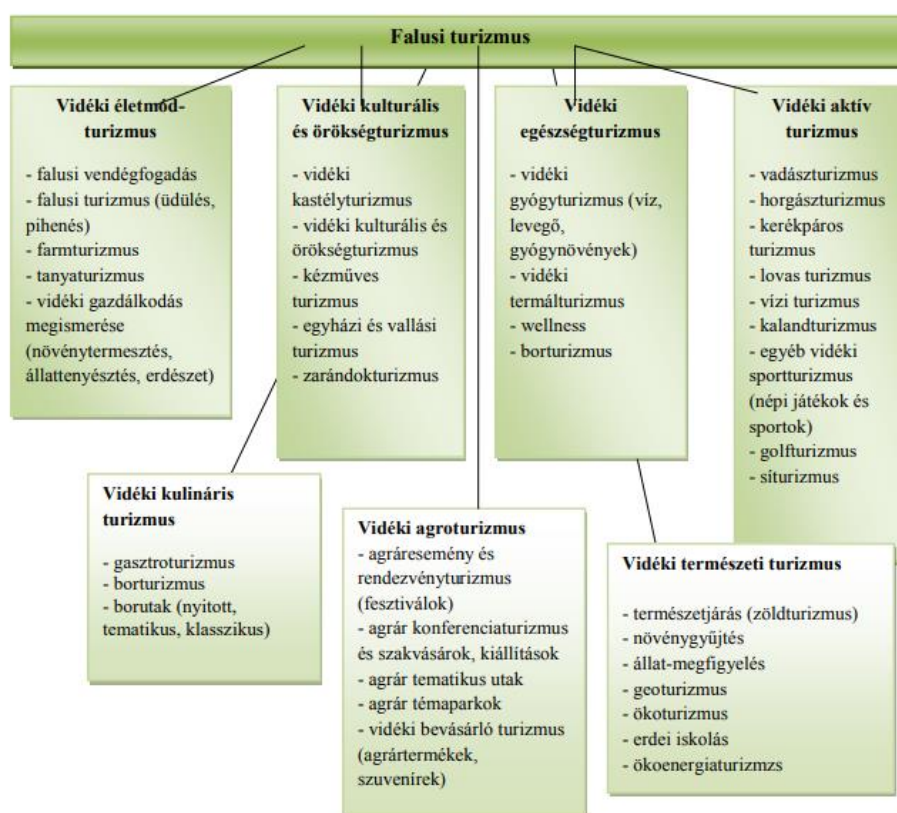 Falusi turizmus
Vidéki életmód-
turizmus
- falusi vendégfogadás
- falusi turizmus (üdülés,
pihenés)
- farmturizmus
- tanyaturizmus
- vidéki gazdálkodás
megismerése
(növénytermesztés,
állattenyésztés, erdészet)
Vidéki kulturális
és örökségturizmus
- vidéki
kastélyturizmus
- vidéki kulturális és
örökségturizmus
- kézműves
turizmus
- egyházi és vallási
turizmus
- zarándokturizmus
Vidéki
egészségturizmus
- vidéki
gyógyturizmus (víz,
levegő,
gyógynövények)
- vidéki
termálturizmus
- wellness
- borturizmus
Vidéki aktív
turizmus
- vadászturizmus
- horgászturizmus
- kerékpáros
turizmus
- lovas turizmus
- vízi turizmus
- kalandturizmus
- egyéb vidéki
sportturizmus
(népi játékok és
sportok)
- golfturizmus
- síturizmus
Vidéki kulináris
turizmus
- gasztroturizmus
- borturizmus
- borutak (nyitott,
tematikus, klasszikus)
Vidéki agroturizmus
- agráresemény és
rendezvényturizmus
(fesztiválok)
- agrár konferenciaturizmus
és szakvásárok, kiállítások
- agrár tematikus utak
- agrár témaparkok
- vidéki bevásárló turizmus
(agrártermékek,
szuvenírek)
Vidéki természeti turizmus
- természetjárás (zöldturizmus)
- növénygyűjtés
- állat-megfigyelés
- geoturizmus
- ökoturizmus
- erdei iskolás
- ökoenergiaturizmzs